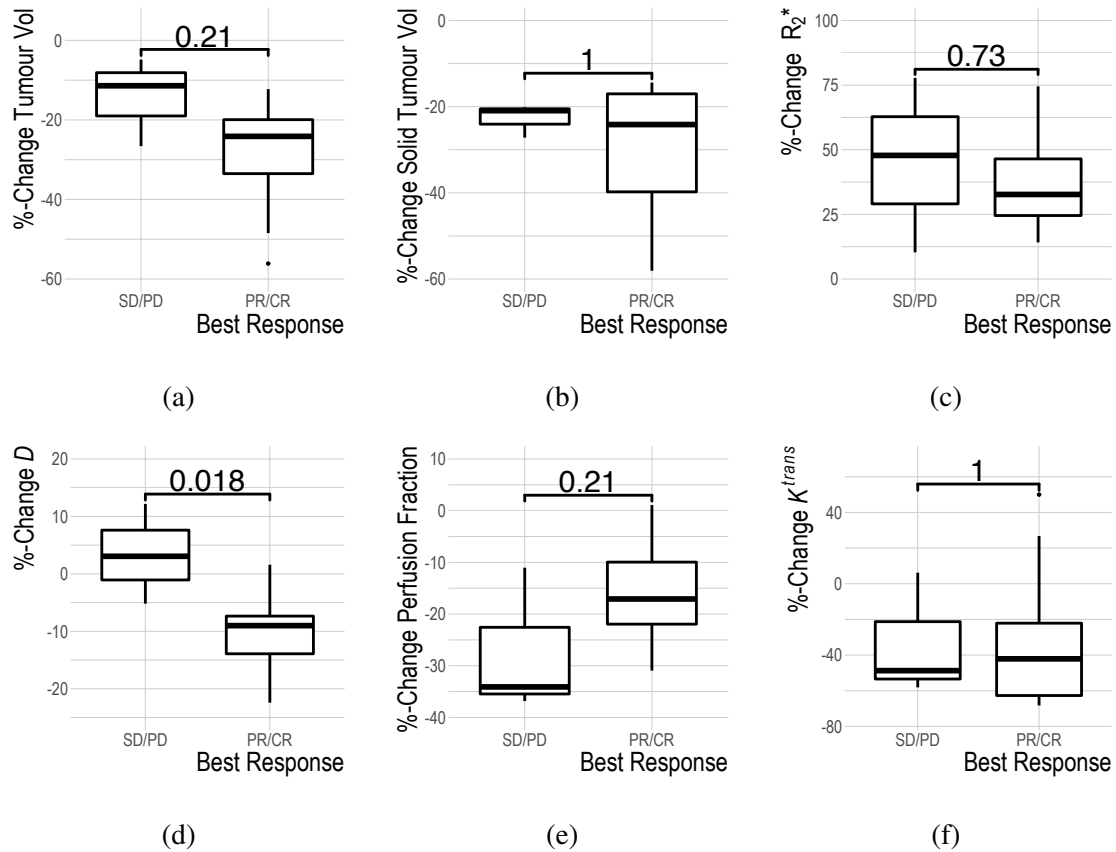 %-Change Tumour Vol
0
-20
-40
-60
0.21
SD/PD
PR/CR
Best Response
(a)
%-Change Solid Tumour Vol
0
-20
-40
-60
1
SD/PD
PR/CR
Best Response
(b)
%-Change R₂*
100
75
50
25
0
0.73
SD/PD
PR/CR
Best Response
(c)
%-Change D
20
10
0
-10
-20
0.018
SD/PD
PR/CR
Best Response
(d)
%-Change Perfusion Fraction
10
0
-10
-20
-30
-40
0.21
SD/PD
PR/CR
Best Response
(e)
%-Change K^trans
40
0
-40
-80
1
SD/PD
PR/CR
Best Response
(f)